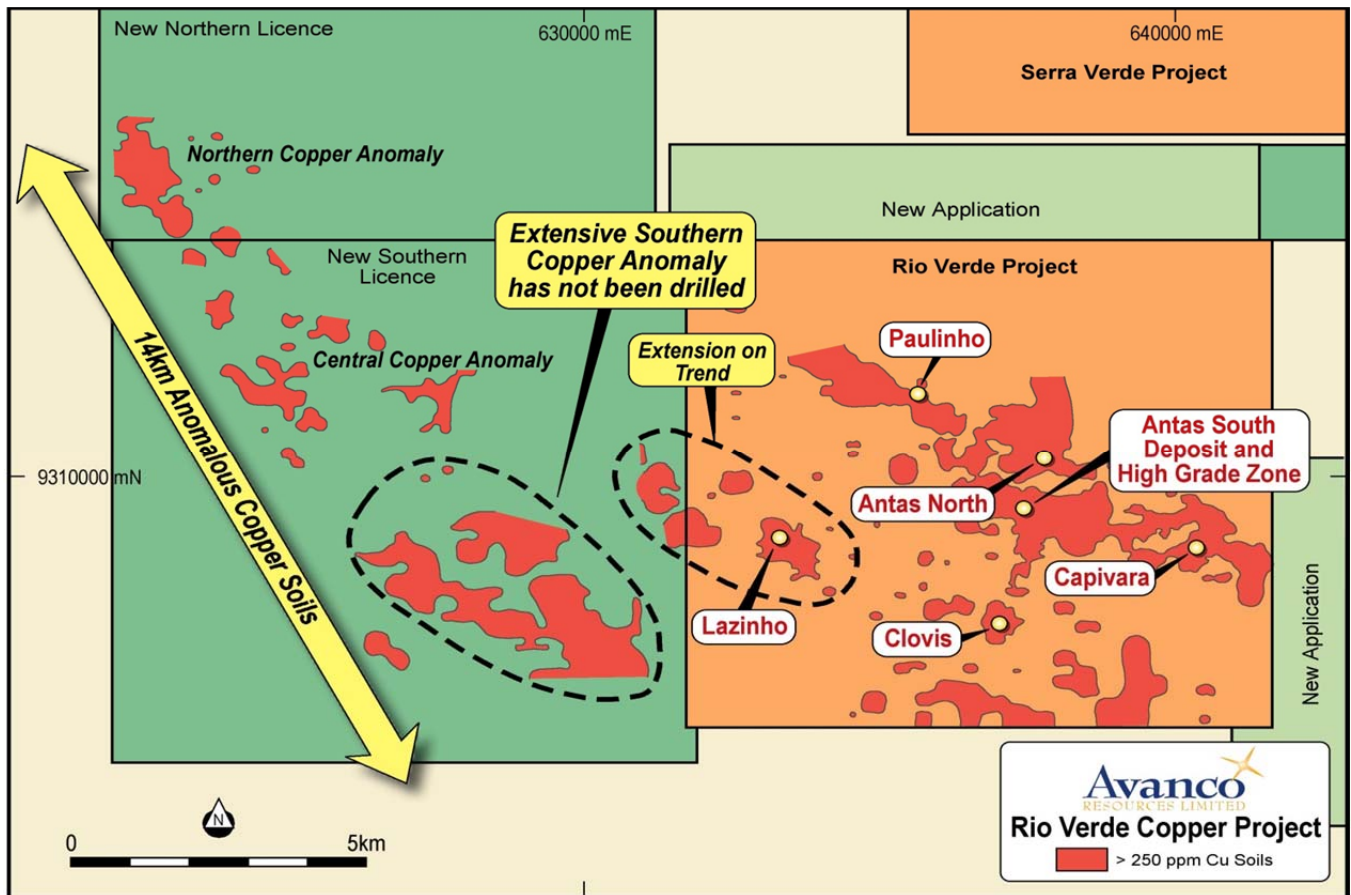 New Northern Licence
630000 mE
640000 mE
Serra Verde Project
Northern Copper Anomaly
New Application
New Southern
Licence
Extensive Southern
Copper Anomaly
has not been drilled
Rio Verde Project
14km Anomalous Copper Soils
Central Copper Anomaly
Extension on
Trend
Paulinho
Antas South
Deposit and
High Grade Zone
9310000 mN
Antas North
Capivara
Lazinho
Clovis
New Application
N
0
5km
Avanco
RESOURCES LIMITED
Rio Verde Copper Project
> 250 ppm Cu Soils